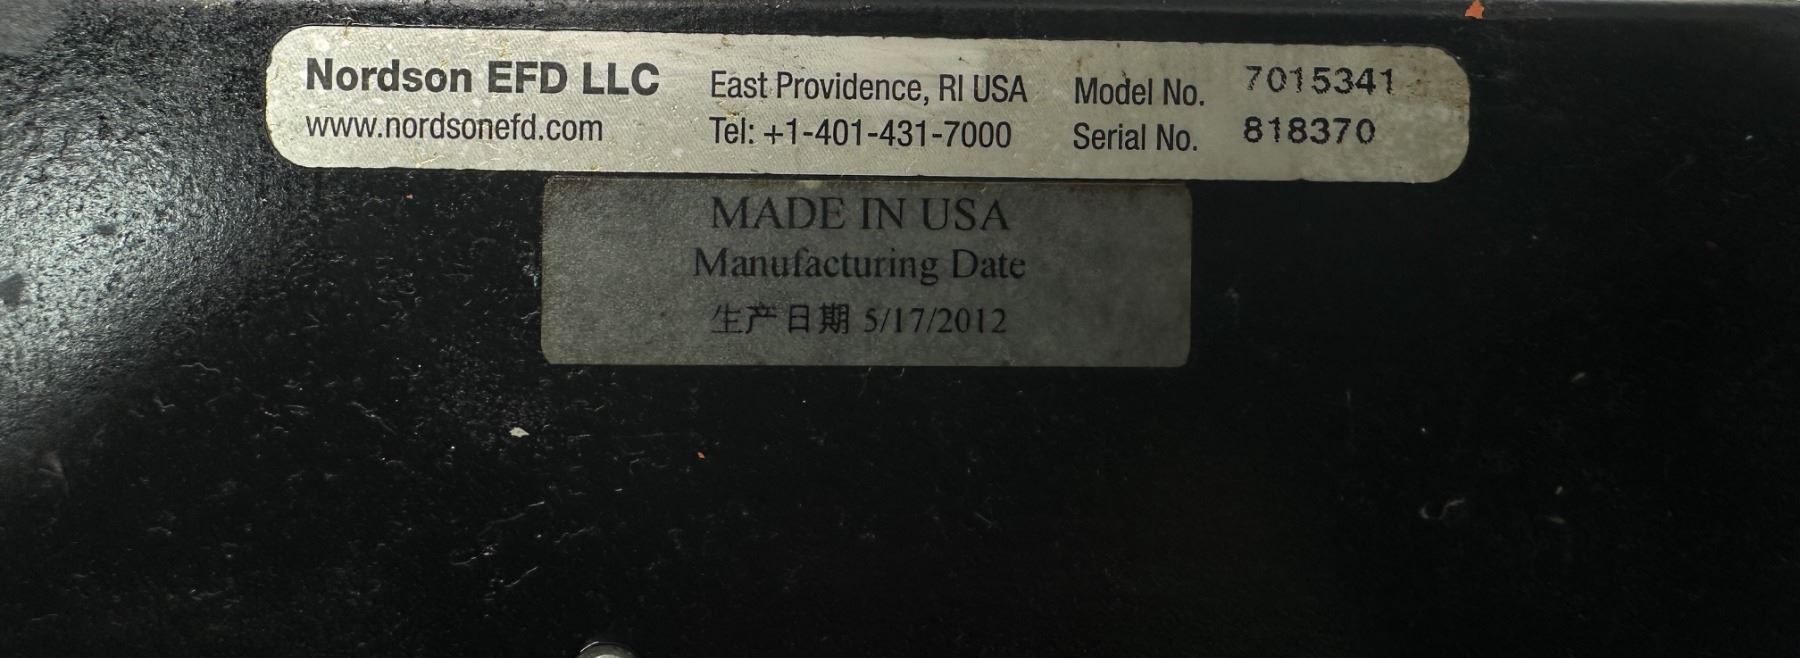 Nordson EFD LLC
www.nordsonefd.com
East Providence, RI USA
Tel: +1-401-431-7000
Model No. 7015341
Serial No. 818370
MADE IN USA
Manufacturing Date
生产日期 5/17/2012